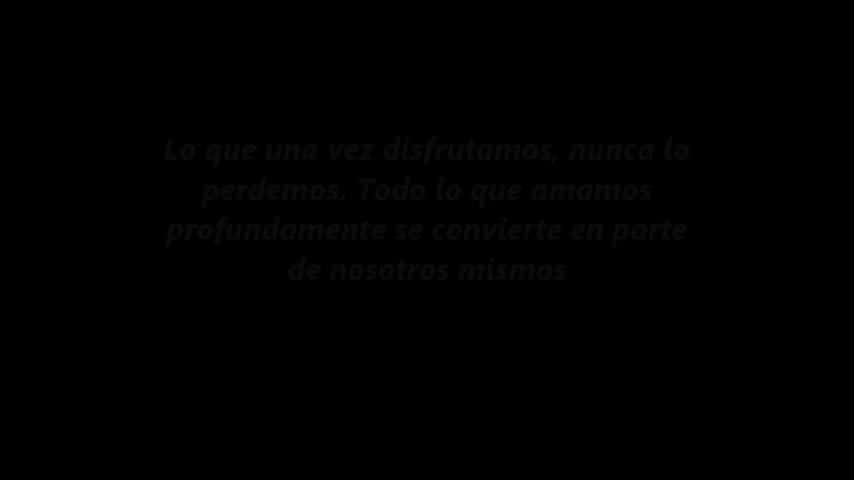 Lo que una vez disfrutamos, nunca lo
perdemos. Todo lo que amamos
profundamente se convierte en parte
de nosotros mismos